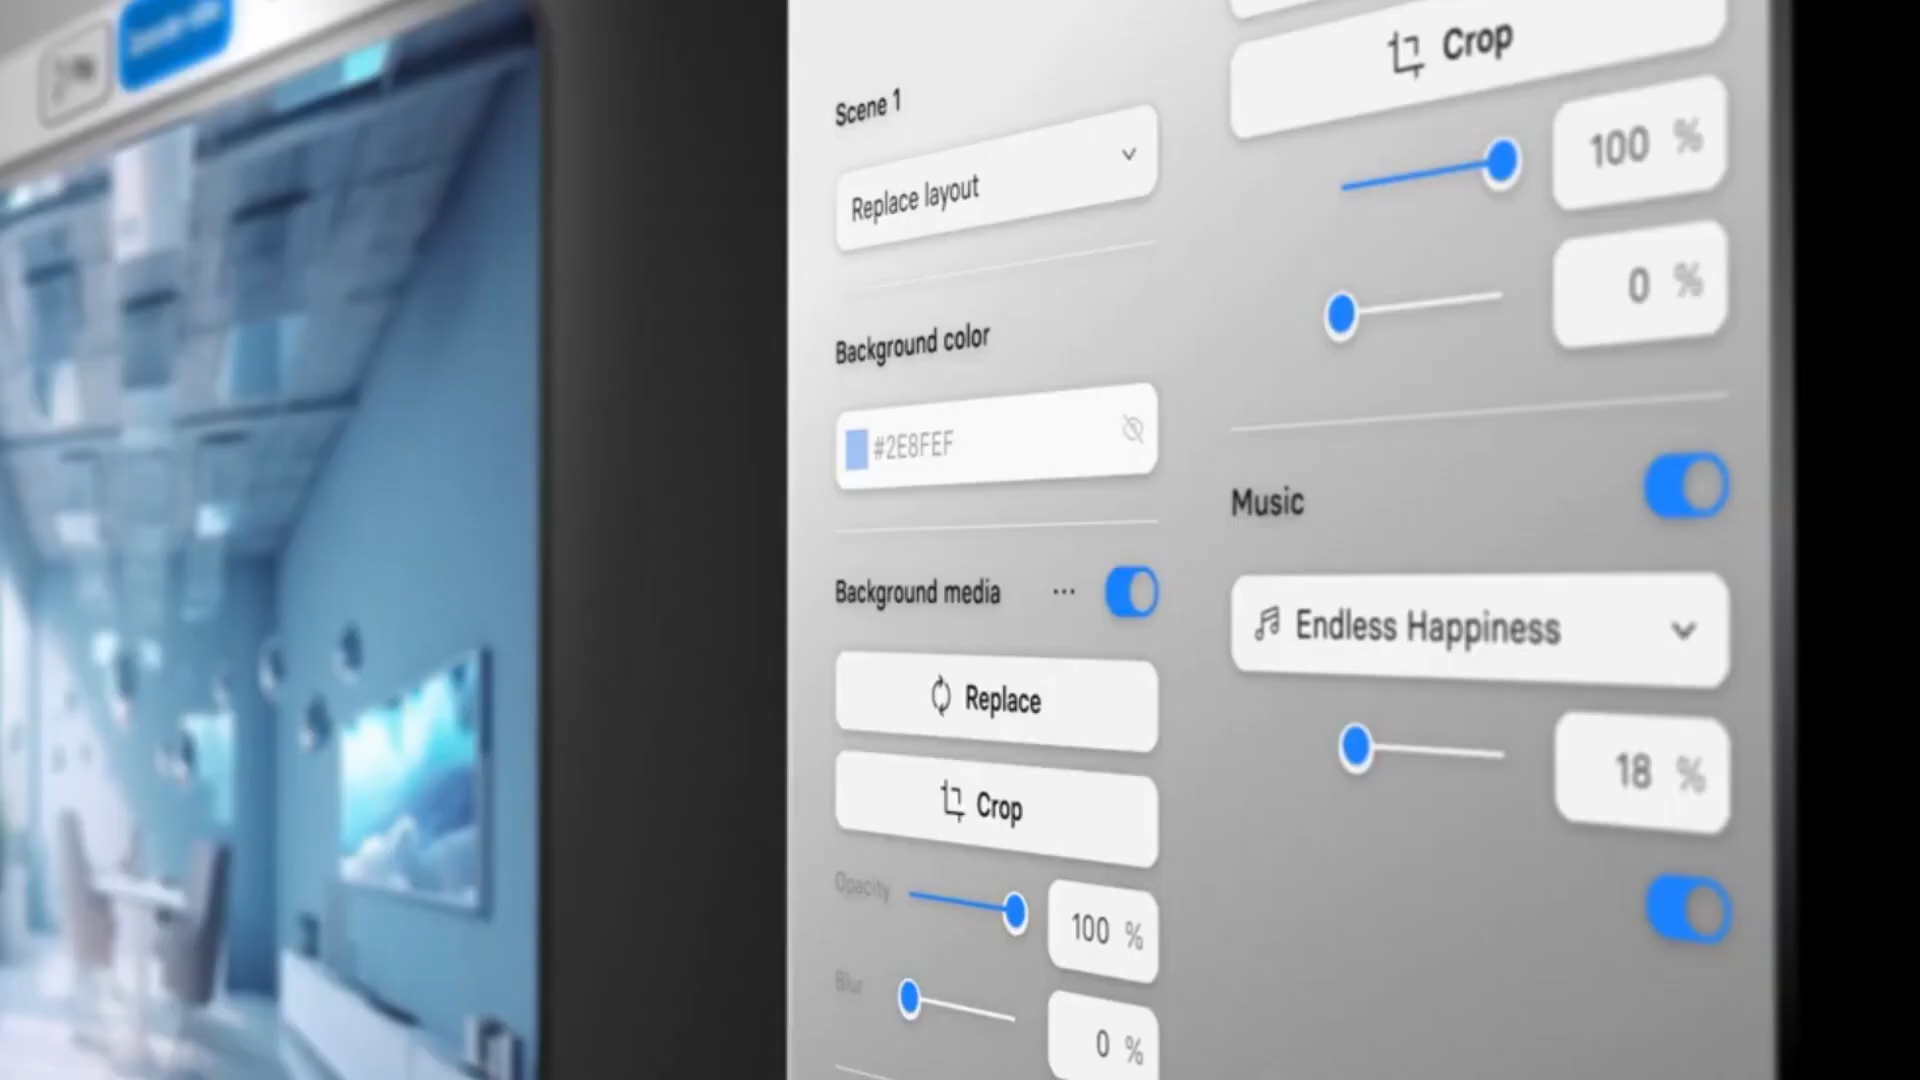 Scene 1
Replace layout
Background color
#2E8FEF
Background media ...
Replace
Crop
Opacity 100 %
Blur 0 %
Crop
100 %
0 %
Music
Endless Happiness
18 %